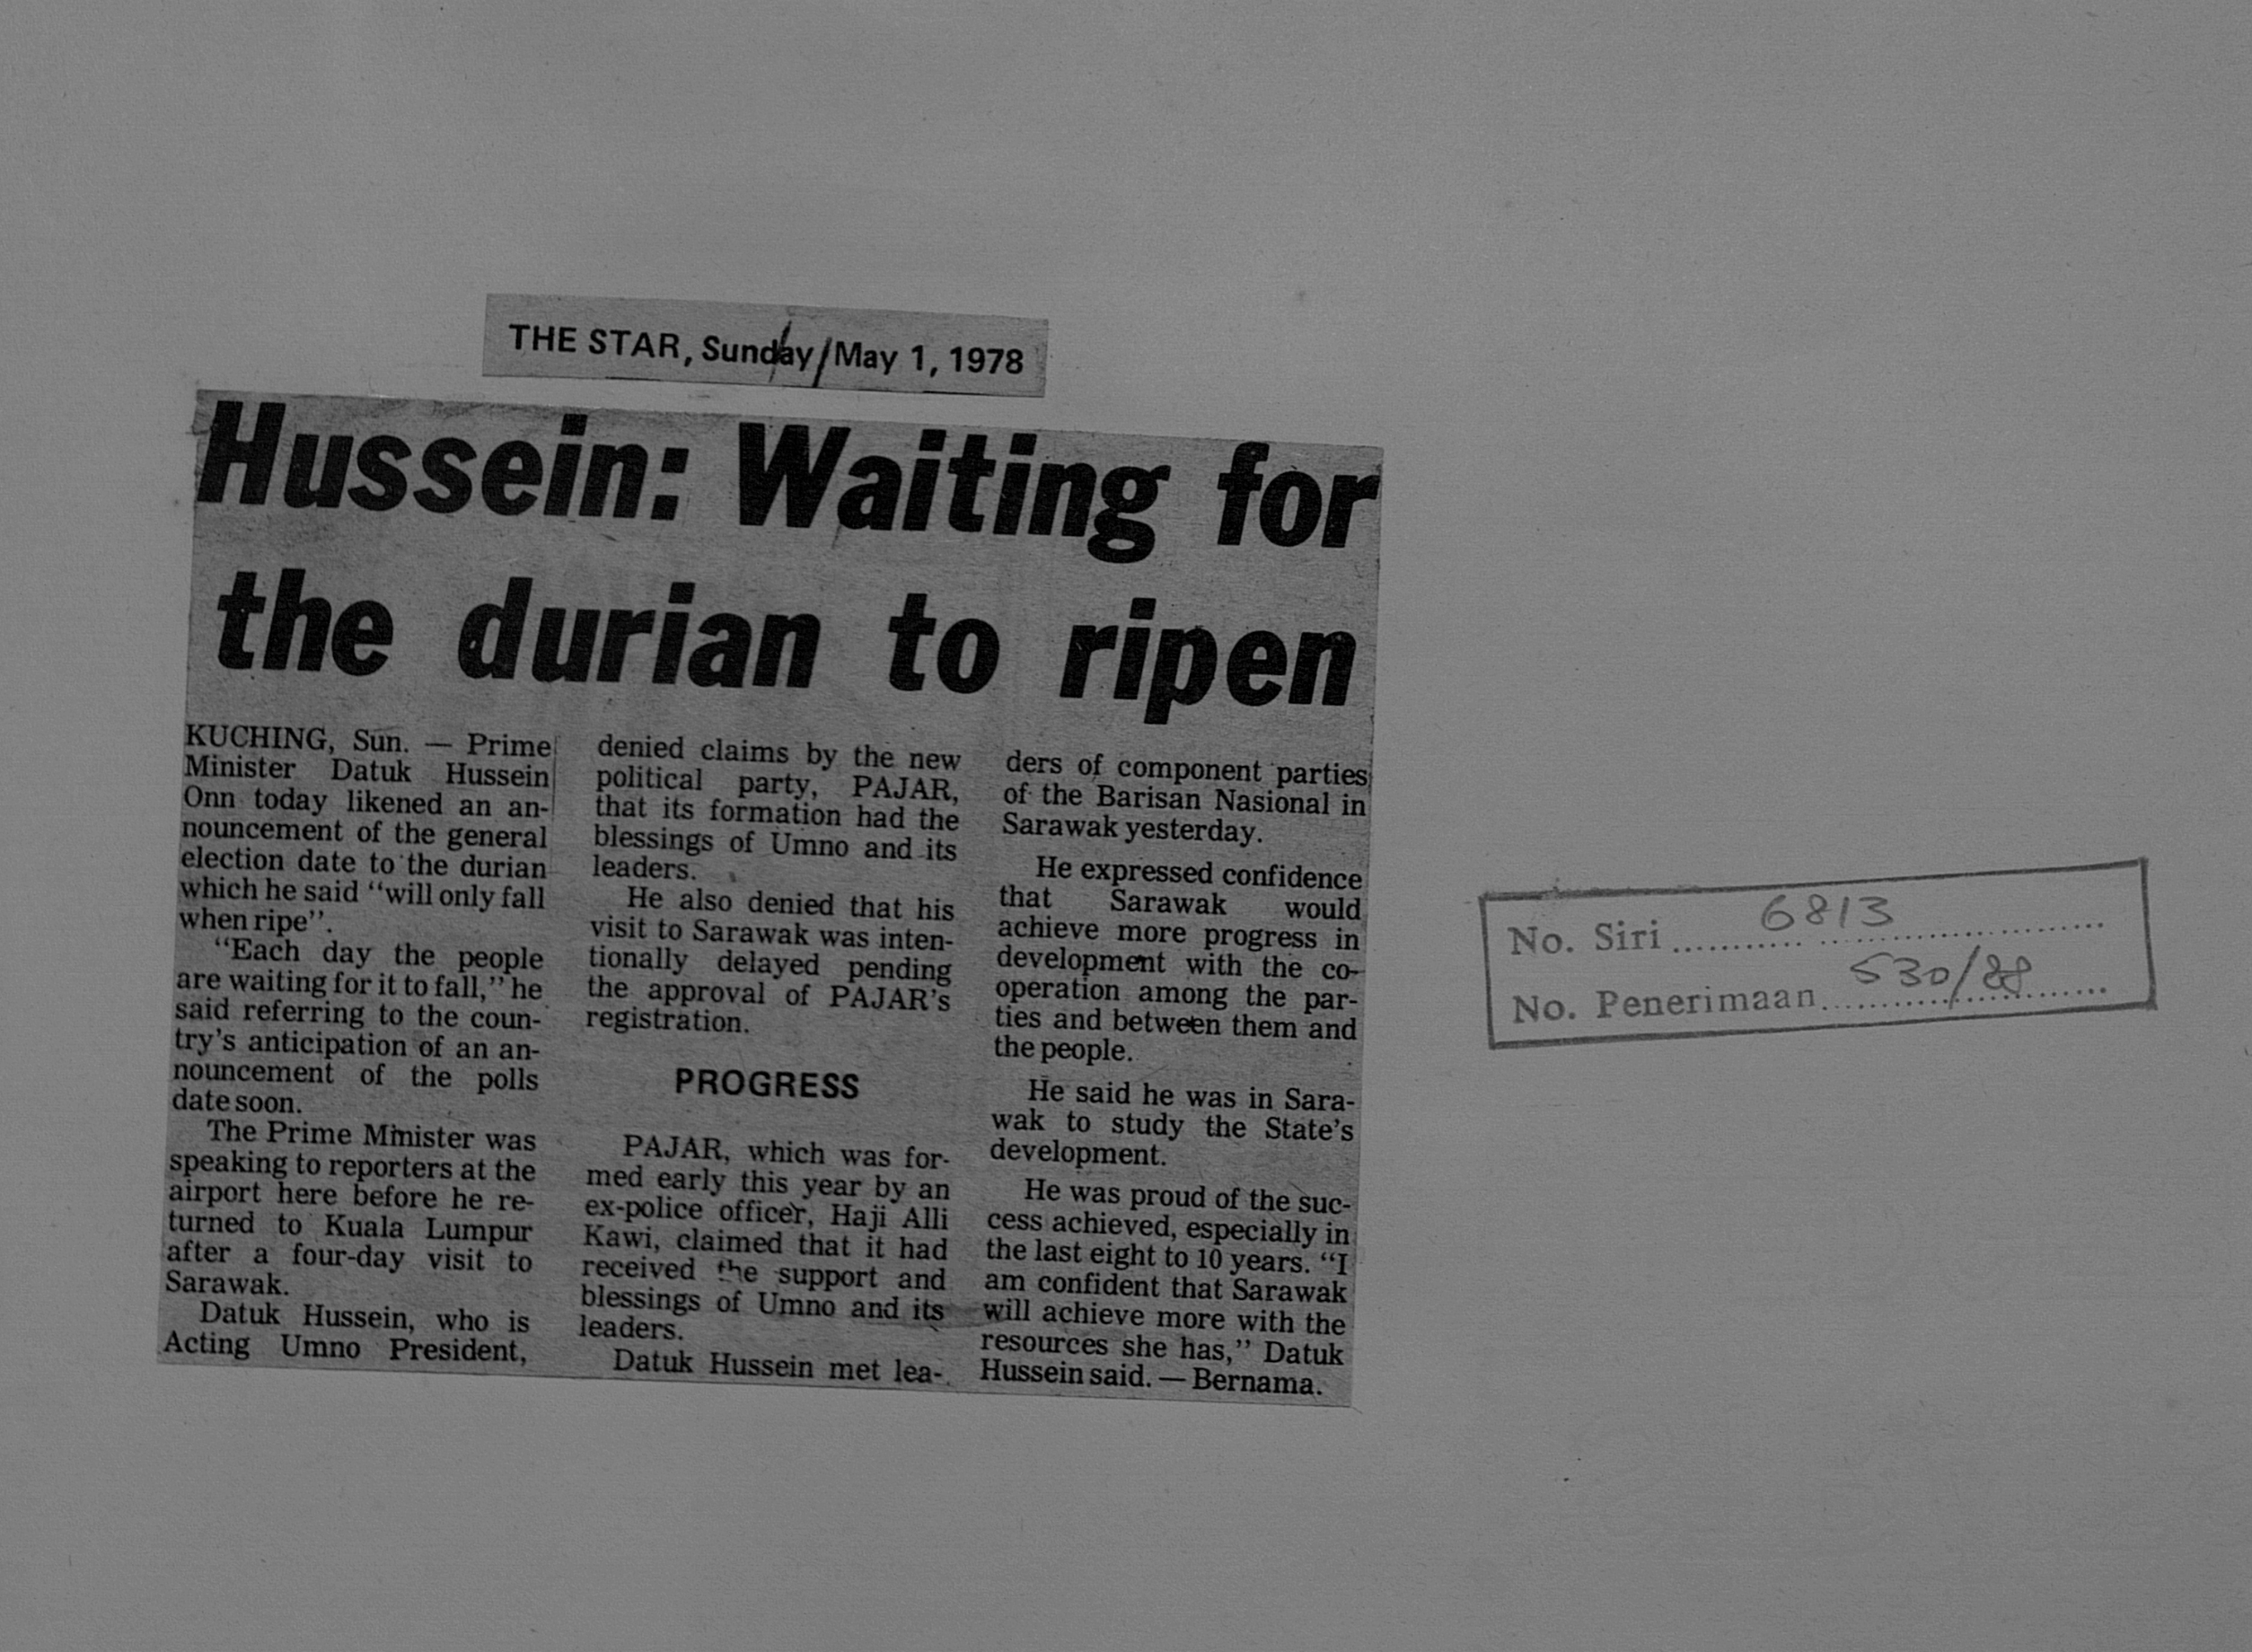 THE STAR, Sunday/May 1, 1978
Hussein: Waiting for
the durian to ripen
KUCHING, Sun. — Prime
Minister Datuk Hussein
Onn today likened an an-
nouncement of the general
election date to the durian
which he said "will only fall
when ripe".
"Each day the people
are waiting for it to fall," he
said referring to the coun-
try's anticipation of an an-
nouncement of the polls
date soon.
The Prime Minister was
speaking to reporters at the
airport here before he re-
turned to Kuala Lumpur
after a four-day visit to
Sarawak.
Datuk Hussein, who is
Acting Umno President,
denied claims by the new
political party, PAJAR,
that its formation had the
blessings of Umno and its
leaders.
He also denied that his
visit to Sarawak was inten-
tionally delayed pending
the approval of PAJAR's
registration.
PROGRESS
PAJAR, which was for-
med early this year by an
ex-police officer, Haji Alli
Kawi, claimed that it had
received the support and
blessings of Umno and its
leaders.
Datuk Hussein met lea-
ders of component parties
of the Barisan Nasional in
Sarawak yesterday.
He expressed confidence
that Sarawak would
achieve more progress in
development with the co-
operation among the par-
ties and between them and
the people.
He said he was in Sara-
wak to study the State's
development.
He was proud of the suc-
cess achieved, especially in
the last eight to 10 years. "I
am confident that Sarawak
will achieve more with the
resources she has," Datuk
Hussein said. — Bernama.
No. Siri 6813
No. Penerimaan 530/88